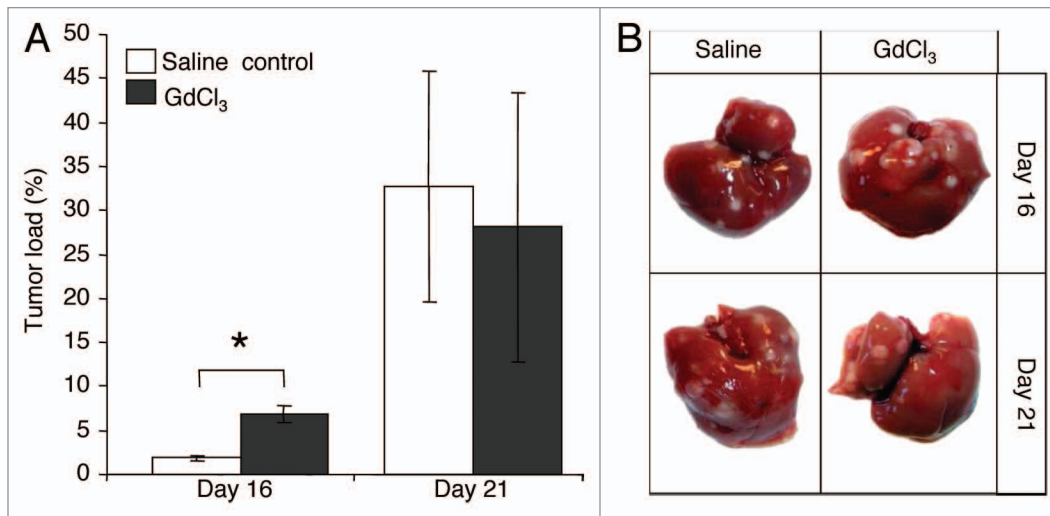 A
50
45
40
35
30
25
20
15
10
5
0
Tumor load (%)
Saline control
GdCl₃
*
Day 16
Day 21
B
Saline
GdCl₃
Day 16
Day 21